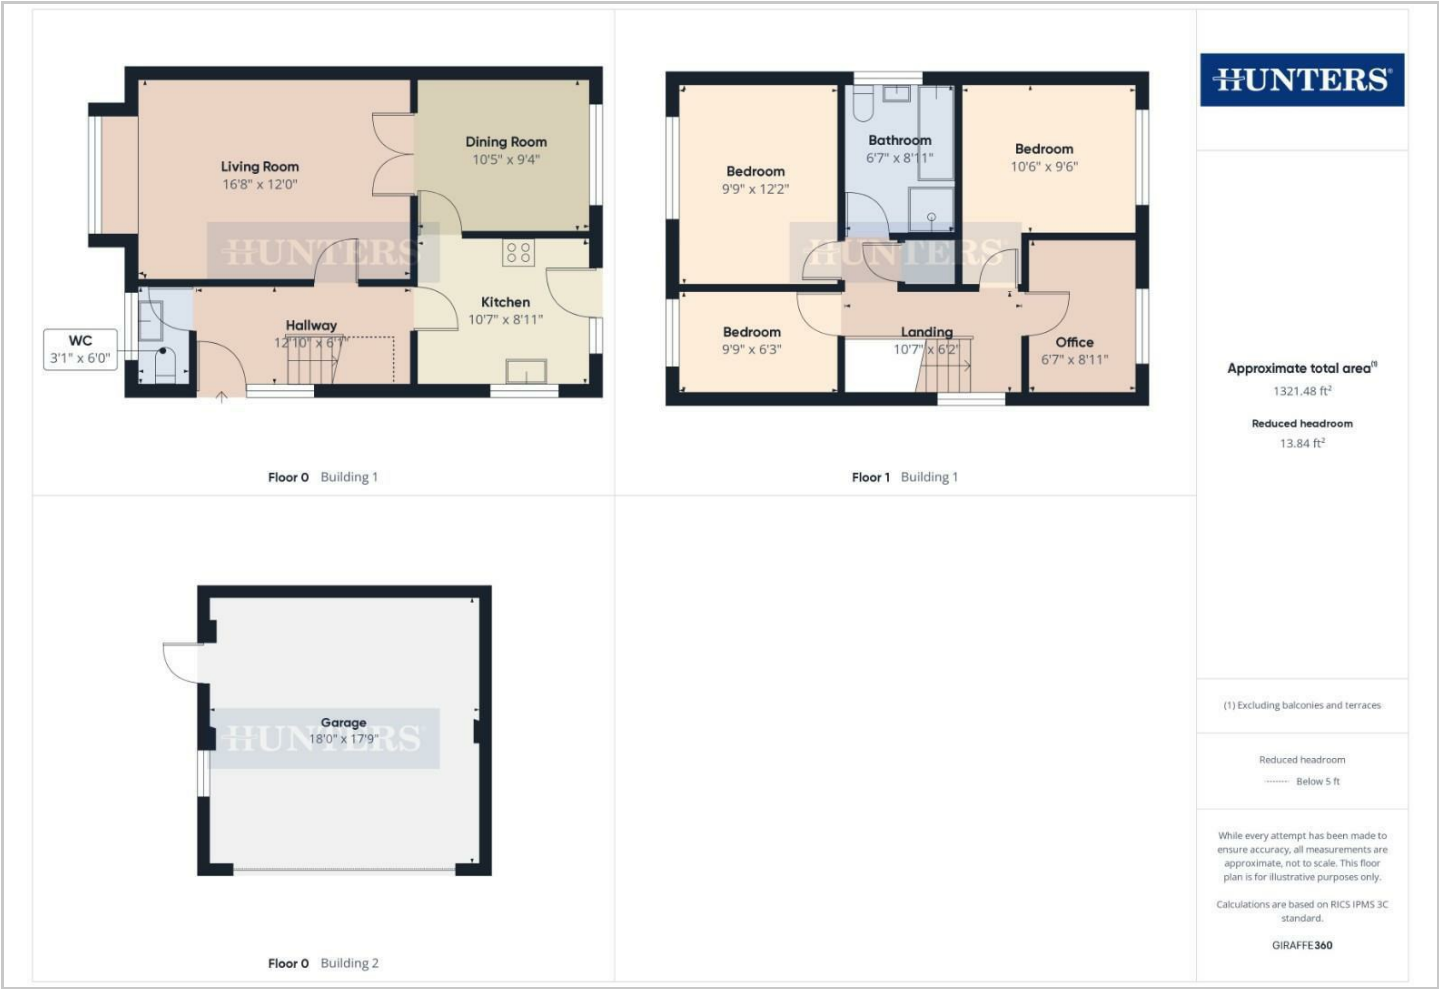 Living Room
16'8" x 12'0"
Dining Room
10'5" x 9'4"
HUNTERS
Kitchen
10'7" x 8'11"
Hallway
12'10" x 6'1"
WC
3'1" x 6'0"
Floor 0 Building 1
Bedroom
9'9" x 12'2"
Bathroom
6'7" x 8'11"
Bedroom
10'6" x 9'6"
HUNTERS
Bedroom
9'9" x 6'3"
Landing
10'7" x 6'2"
Office
6'7" x 8'11"
Floor 1 Building 1
Garage
18'0" x 17'9"
HUNTERS
Floor 0 Building 2
HUNTERS®
Approximate total area(1)
1321.48 ft²
Reduced headroom
13.84 ft²
(1) Excluding balconies and terraces
Reduced headroom
Below 5 ft
While every attempt has been made to
ensure accuracy, all measurements are
approximate, not to scale. This floor
plan is for illustrative purposes only.
Calculations are based on RICS IPMS 3C
standard.
GIRAFFE360